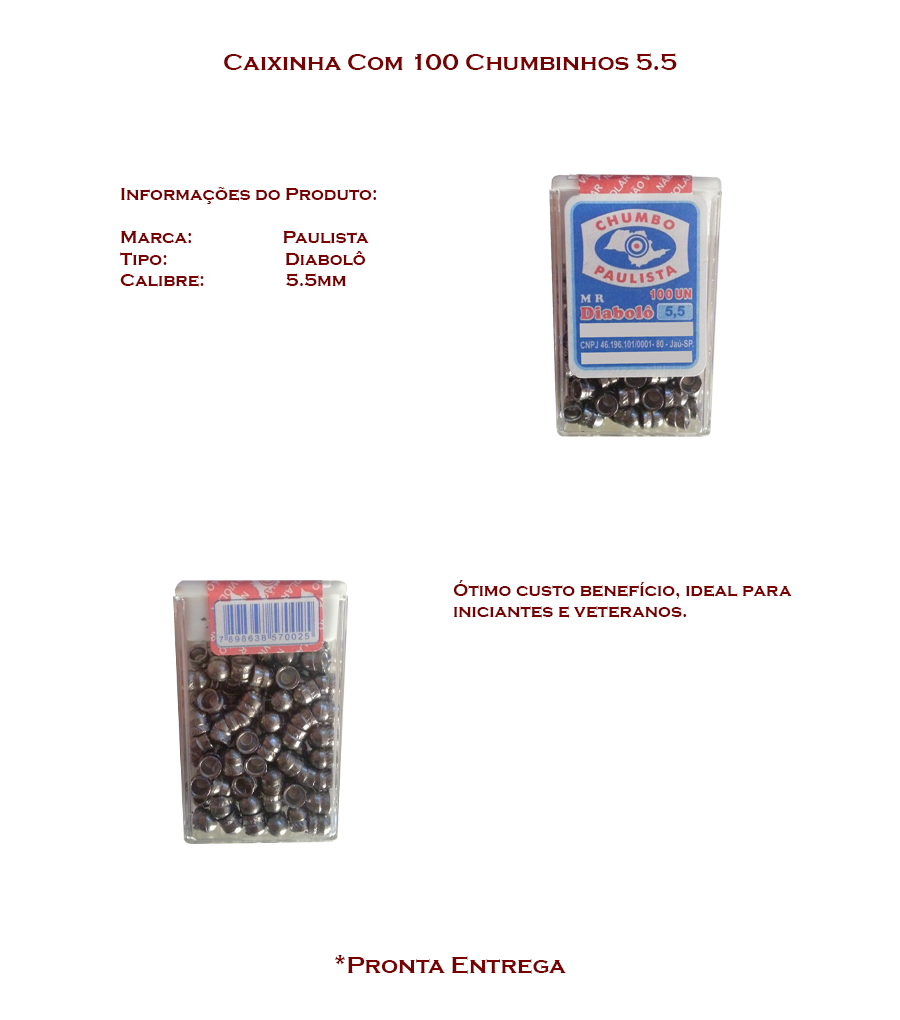 Caixinha Com 100 Chumbinhos 5.5
Informações do Produto:
Marca: Paulista
Tipo: Diabolô
Calibre: 5.5mm
CHUMBO
PAULISTA
MR 100 UN
Diabolô 5,5
CNPJ 46.196.101/0001-80 - Jaú-SP
7 898638 570025
Ótimo custo benefício, ideal para
iniciantes e veteranos.
*Pronta Entrega